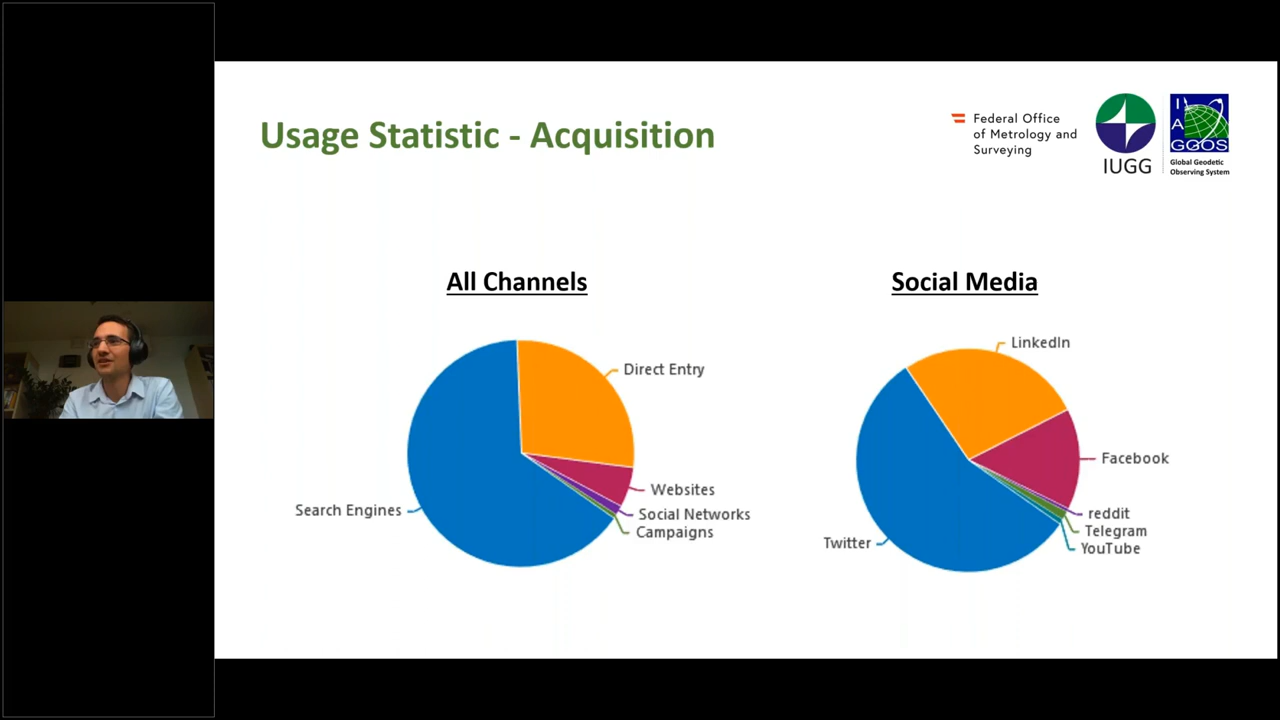 Usage Statistic - Acquisition
Federal Office
of Metrology and
Surveying
IUGG
I
A
G
GGOS
Global Geodetic
Observing System
All Channels
Direct Entry
Websites
Social Networks
Campaigns
Search Engines
Social Media
LinkedIn
Facebook
reddit
Telegram
YouTube
Twitter